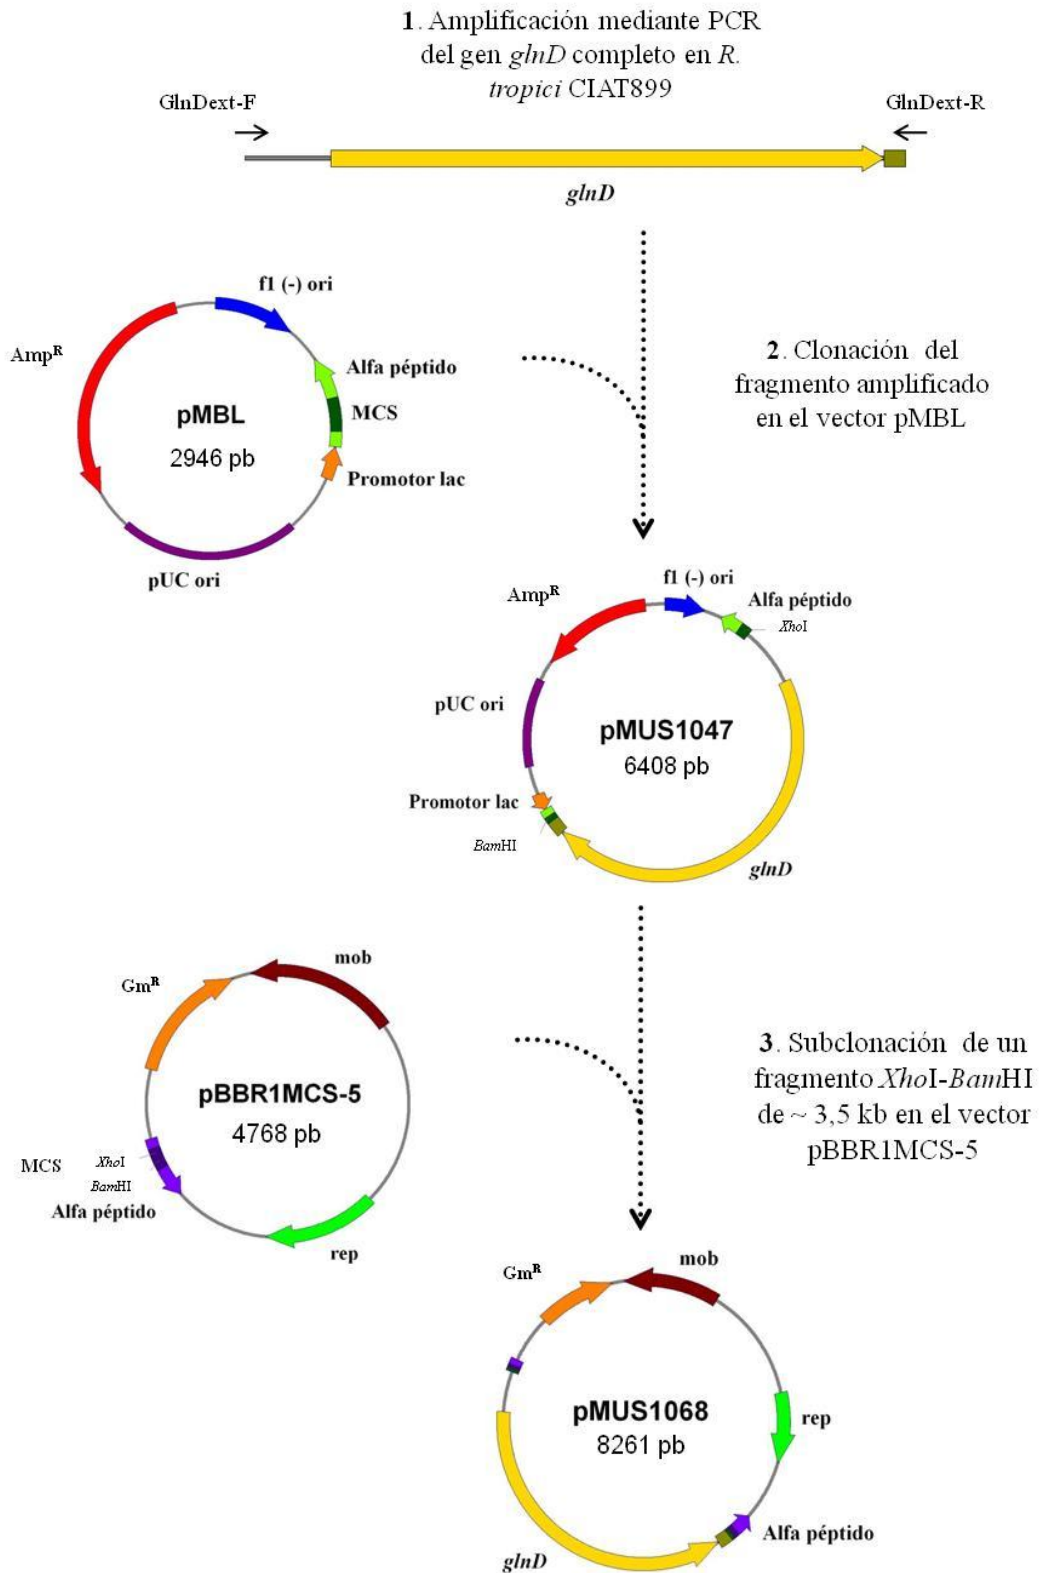 1. Amplificación mediante PCR
del gen glnD completo en R.
tropici CIAT899
GlnDext-F
GlnDext-R
glnD
f1 (-) ori
Amp^R
Alfa péptido
MCS
pMBL
2946 pb
Promotor lac
pUC ori
2. Clonación del
fragmento amplificado
en el vector pMBL
f1 (-) ori
Amp^R
Alfa péptido
XhoI
pUC ori
pMUS1047
6408 pb
Promotor lac
BamHI
glnD
mob
Gm^R
pBBR1MCS-5
4768 pb
MCS
XhoI
BamHI
Alfa péptido
rep
3. Subclonación de un
fragmento XhoI-BamHI
de ~ 3,5 kb en el vector
pBBR1MCS-5
mob
Gm^R
pMUS1068
8261 pb
rep
Alfa péptido
glnD